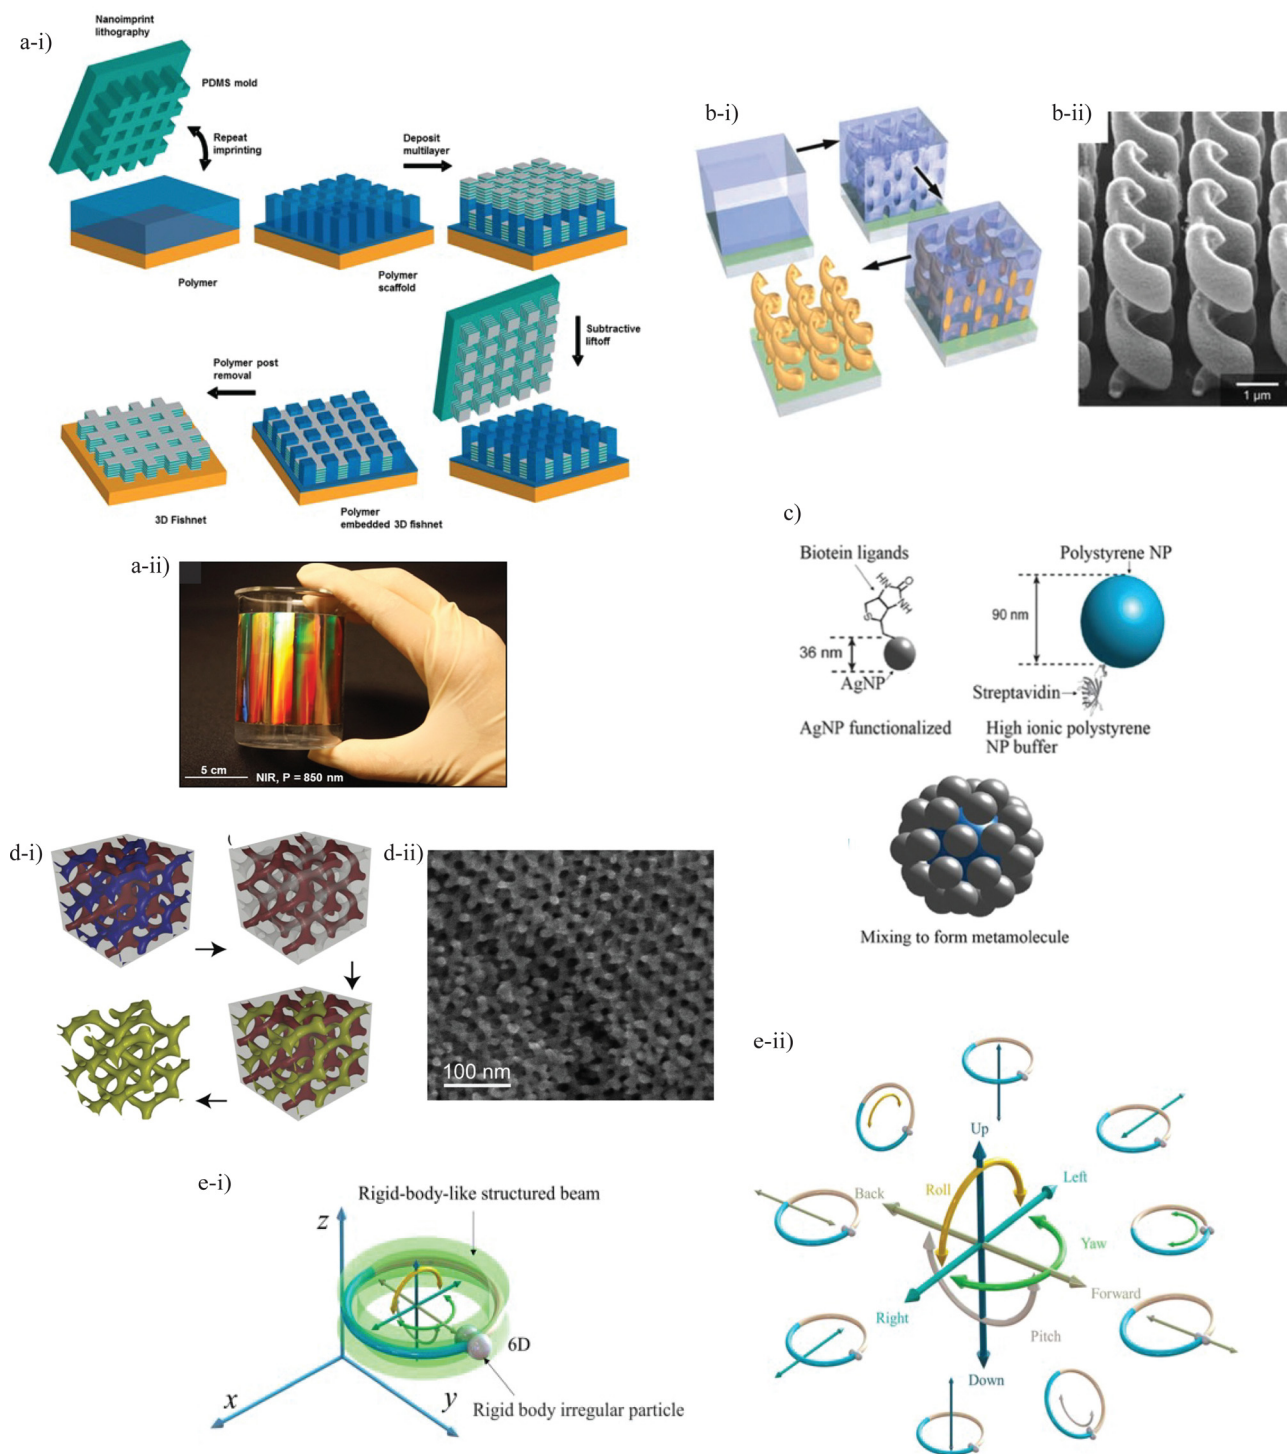 a-i)
Nanoimprint
lithography
PDMS mold
Repeat
imprinting
Deposit
multilayer
Polymer
Polymer
scaffold
Subtractive
liftoff
Polymer post
removal
3D Fishnet
Polymer
embedded 3D fishnet
a-ii)
5 cm
NIR, P = 850 nm
b-i)
b-ii)
1 µm
c)
Biotein ligands
HN
O
NH
S
36 nm
AgNP
AgNP functionalized
Polystyrene NP
90 nm
Streptavidin
High ionic polystyrene
NP buffer
Mixing to form metamolecule
d-i)
d-ii)
100 nm
e-i)
Rigid-body-like structured beam
z
x
y
6D
Rigid body irregular particle
e-ii)
Up
Left
Back
Roll
Yaw
Forward
Right
Pitch
Down